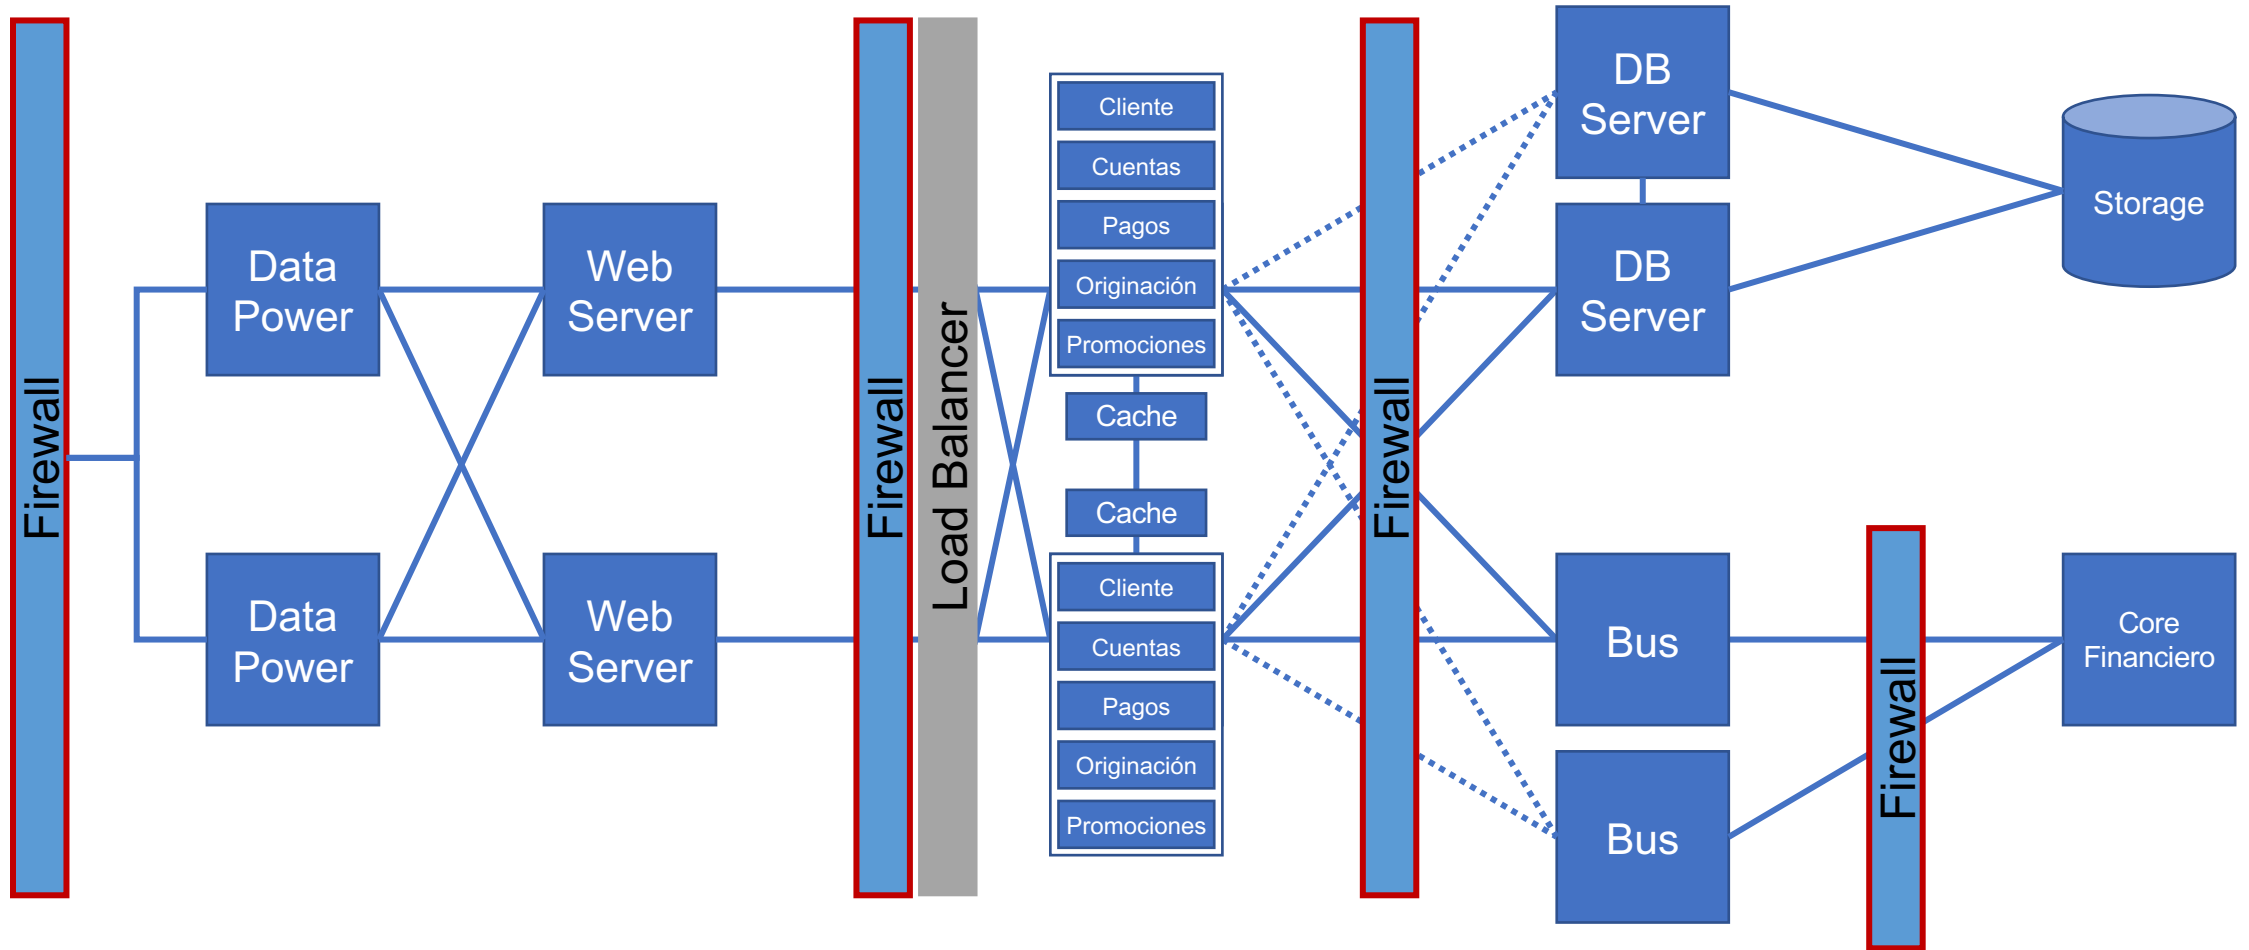 Firewall
Data
Power
Data
Power
Web
Server
Web
Server
Firewall
Load Balancer
Cliente
Cuentas
Pagos
Originación
Promociones
Cache
Cache
Cliente
Cuentas
Pagos
Originación
Promociones
Firewall
DB
Server
DB
Server
Bus
Bus
Firewall
Storage
Core
Financiero